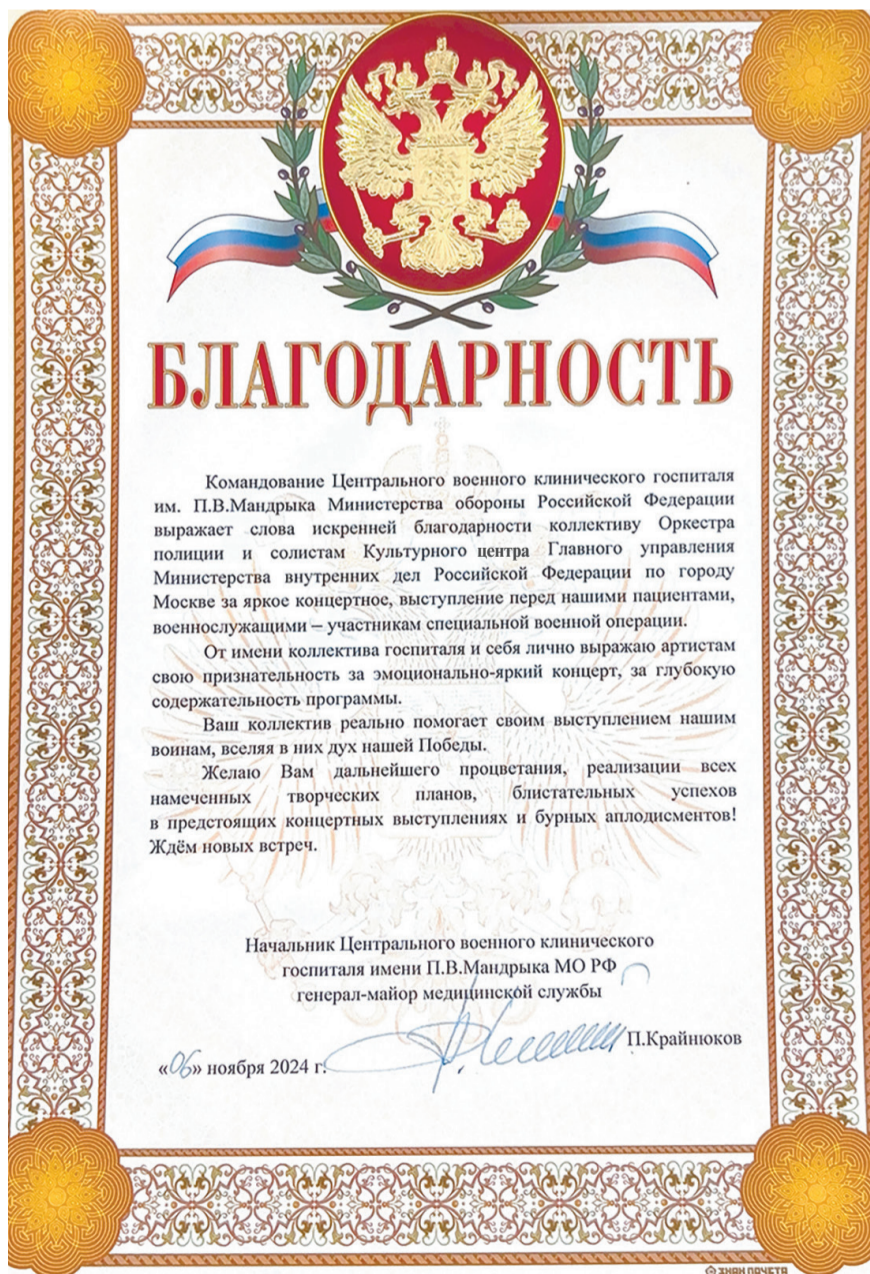 БЛАГОДАРНОСТЬ
Командование Центрального военного клинического госпиталя
им. П.В.Мандрыка Министерства обороны Российской Федерации
выражает слова искренней благодарности коллективу Оркестра
полиции и солистам Культурного центра Главного управления
Министерства внутренних дел Российской Федерации по городу
Москве за яркое концертное, выступление перед нашими пациентами,
военнослужащими – участникам специальной военной операции.
От имени коллектива госпиталя и себя лично выражаю артистам
свою признательность за эмоционально-яркий концерт, за глубокую
содержательность программы.
Ваш коллектив реально помогает своим выступлением нашим
воинам, вселяя в них дух нашей Победы.
Желаю Вам дальнейшего процветания, реализации всех
намеченных творческих планов, блистательных успехов
в предстоящих концертных выступлениях и бурных аплодисментов!
Ждём новых встреч.
Начальник Центрального военного клинического
госпиталя имени П.В.Мандрыка МО РФ
генерал-майор медицинской службы
П.Крайнюков
«06» ноября 2024 г.
ЗНАК ПОЧЕТА